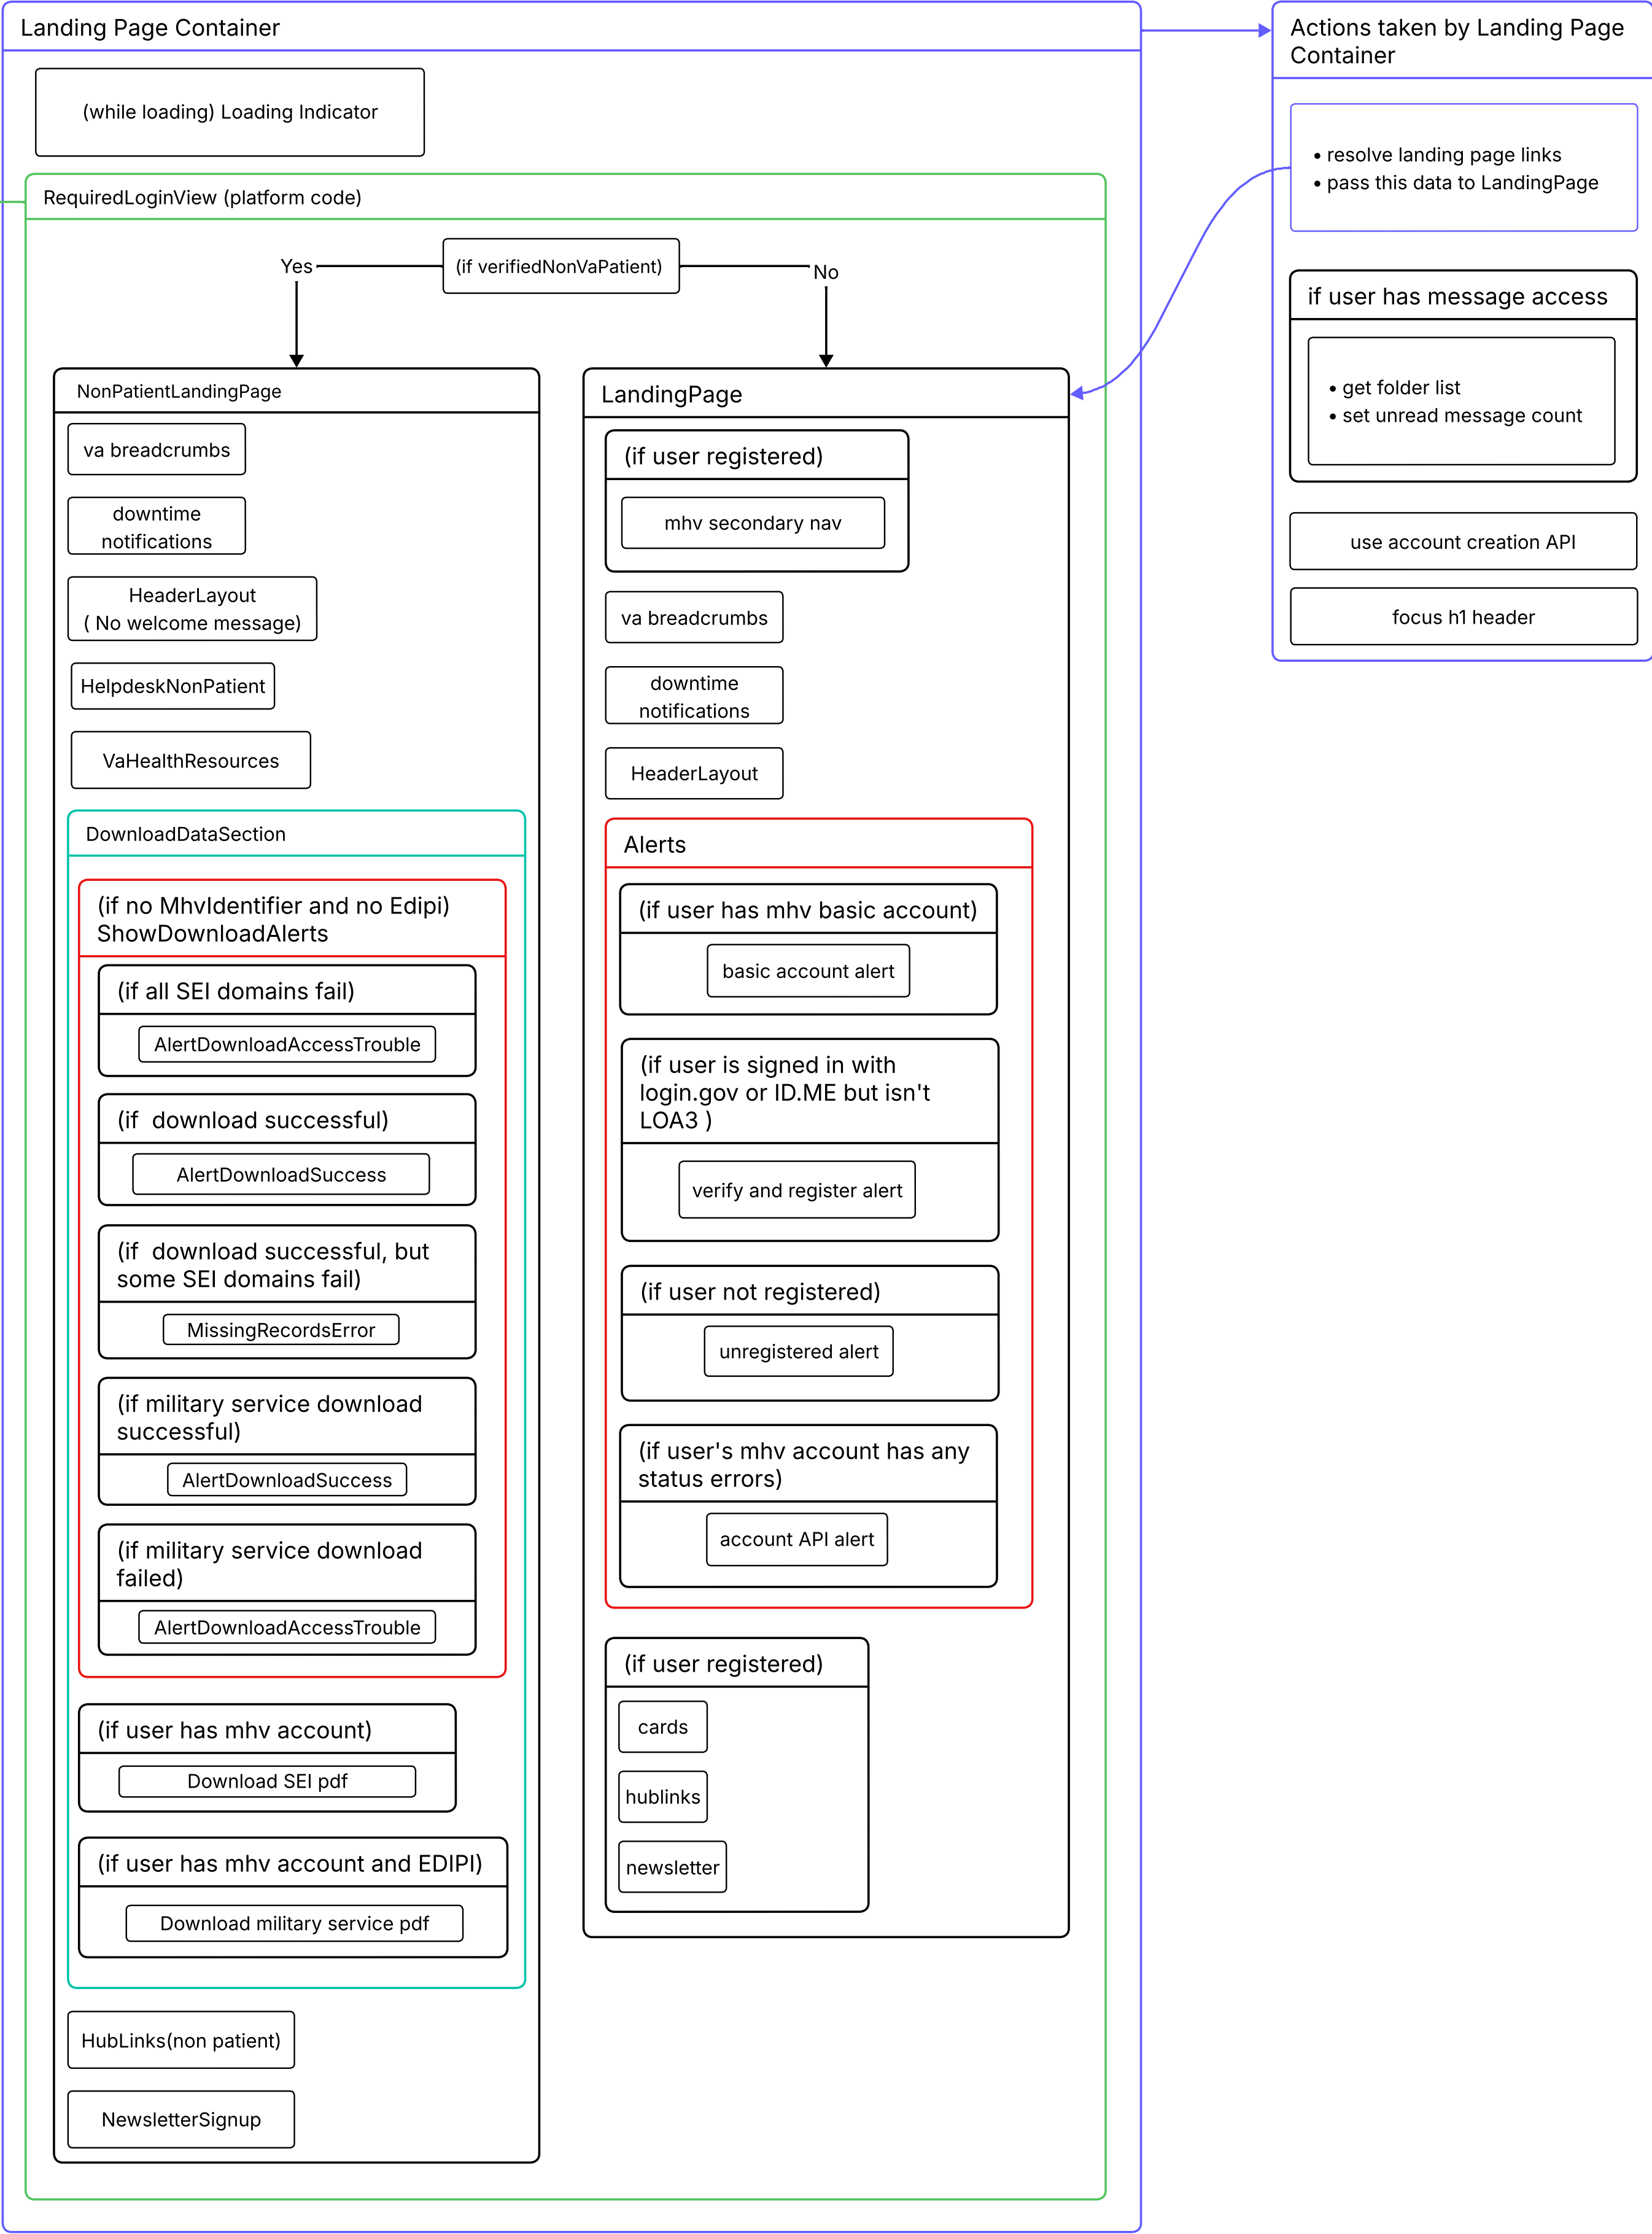 Landing Page Container
(while loading) Loading Indicator
RequiredLoginView (platform code)
(if verifiedNonVaPatient)
Yes
No
NonPatientLandingPage
va breadcrumbs
downtime
notifications
HeaderLayout
( No welcome message)
HelpdeskNonPatient
VaHealthResources
DownloadDataSection
(if no MhvIdentifier and no Edipi)
ShowDownloadAlerts
(if all SEI domains fail)
AlertDownloadAccessTrouble
(if  download successful)
AlertDownloadSuccess
(if  download successful, but
some SEI domains fail)
MissingRecordsError
(if military service download
successful)
AlertDownloadSuccess
(if military service download
failed)
AlertDownloadAccessTrouble
(if user has mhv account)
Download SEI pdf
(if user has mhv account and EDIPI)
Download military service pdf
HubLinks(non patient)
NewsletterSignup
LandingPage
(if user registered)
mhv secondary nav
va breadcrumbs
downtime
notifications
HeaderLayout
Alerts
(if user has mhv basic account)
basic account alert
(if user is signed in with
login.gov or ID.ME but isn't
LOA3 )
verify and register alert
(if user not registered)
unregistered alert
(if user's mhv account has any
status errors)
account API alert
(if user registered)
cards
hublinks
newsletter
Actions taken by Landing Page
Container
• resolve landing page links
• pass this data to LandingPage
if user has message access
• get folder list
• set unread message count
use account creation API
focus h1 header